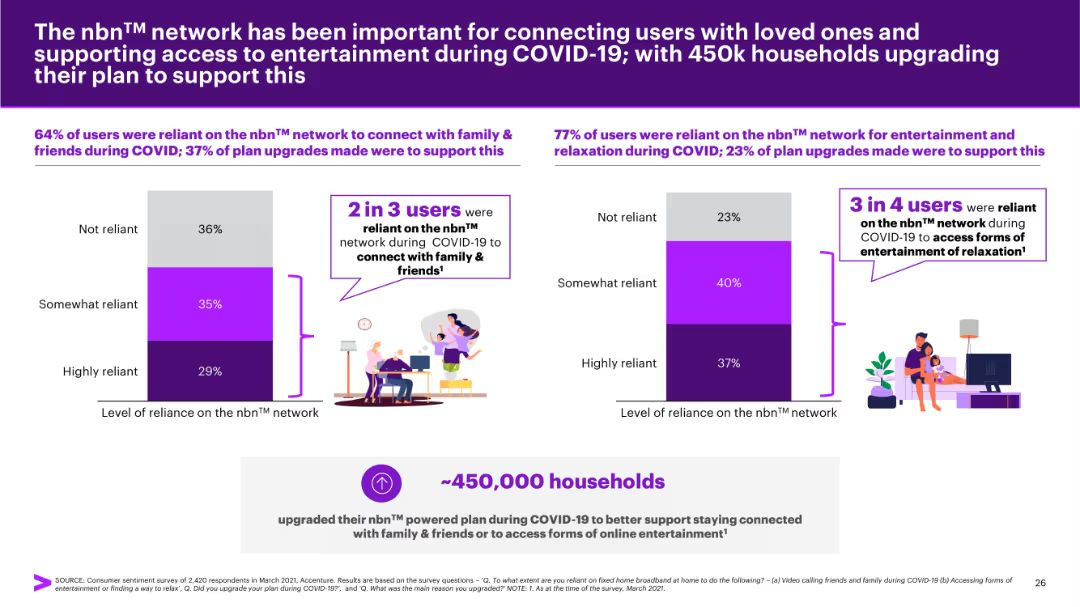 The nbn™ network has been important for connecting users with loved ones and
supporting access to entertainment during COVID-19; with 450k households upgrading
their plan to support this
64% of users were reliant on the nbn™ network to connect with family &
friends during COVID; 37% of plan upgrades made were to support this
Not reliant
36%
Somewhat reliant
35%
Highly reliant
29%
Level of reliance on the nbn™ network
2 in 3 users were
reliant on the nbn™
network during COVID-19 to
connect with family &
friends¹
77% of users were reliant on the nbn™ network for entertainment and
relaxation during COVID; 23% of plan upgrades made were to support this
Not reliant
23%
Somewhat reliant
40%
Highly reliant
37%
Level of reliance on the nbn™ network
3 in 4 users were reliant
on the nbn™ network during
COVID-19 to access forms of
entertainment of relaxation¹
~450,000 households
upgraded their nbn™ powered plan during COVID-19 to better support staying connected
with family & friends or to access forms of online entertainment¹
SOURCE: Consumer sentiment survey of 2,420 respondents in March 2021, Accenture. Results are based on the survey questions – 'Q. To what extent are you reliant on fixed home broadband at home to do the following? – (a) Video calling friends and family during COVID-19 (b) Accessing forms of
entertainment or finding a way to relax', Q. Did you upgrade your plan during COVID-19?', and 'Q. What was the main reason you upgraded?' NOTE: 1. As at the time of the survey, March 2021.
26